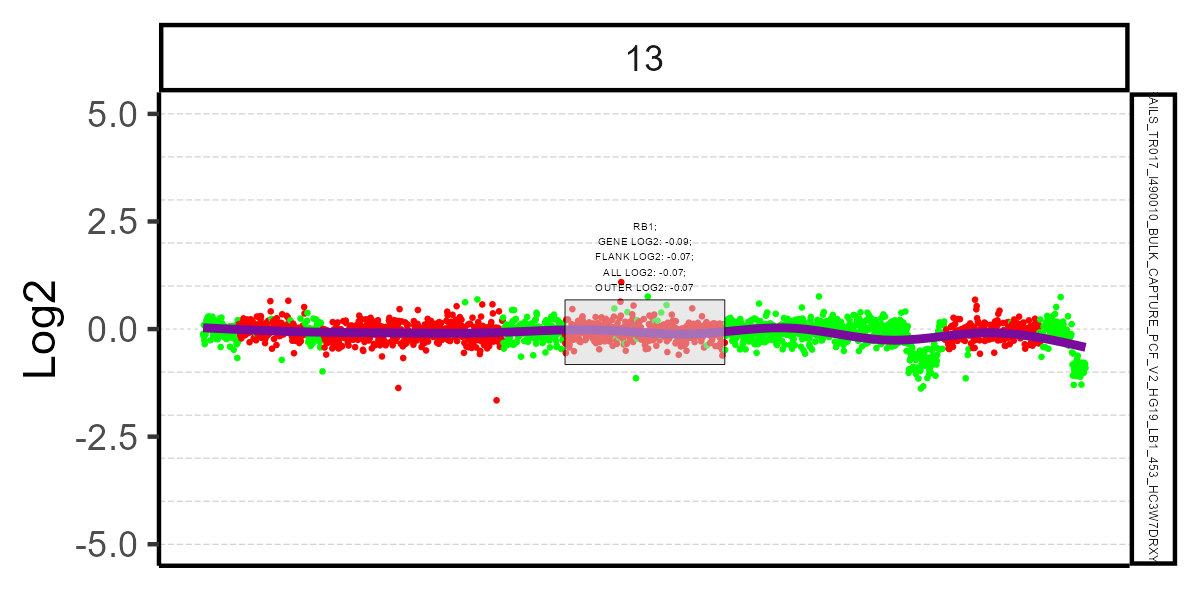 13
Log2
5.0
2.5
0.0
-2.5
-5.0
RB1;
GENE LOG2: -0.09;
FLANK LOG2: -0.07;
ALL LOG2: -0.07;
OUTER LOG2: -0.07
AILS_TR017_I490010_BULK_CAPTURE_PCF_V2_HG19_LB1_453_HC3W7DRXY